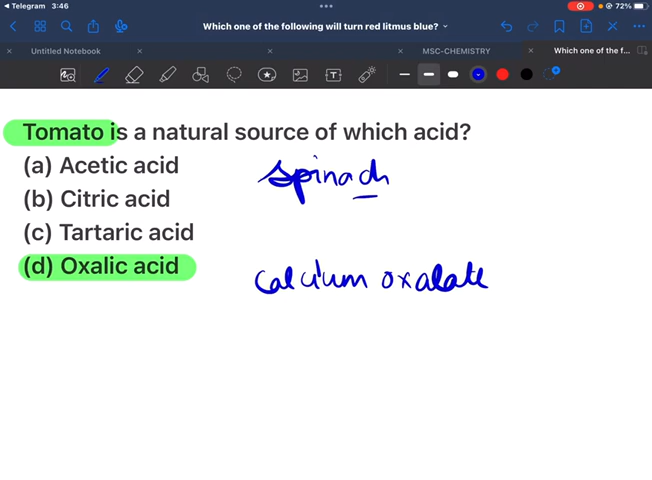 Telegram 3:46
72%
Which one of the following will turn red litmus blue?
Untitled Notebook
MSC-CHEMISTRY
Which one of the f...
Tomato is a natural source of which acid?
(a) Acetic acid
spinach
(b) Citric acid
(c) Tartaric acid
(d) Oxalic acid
calcium oxalate